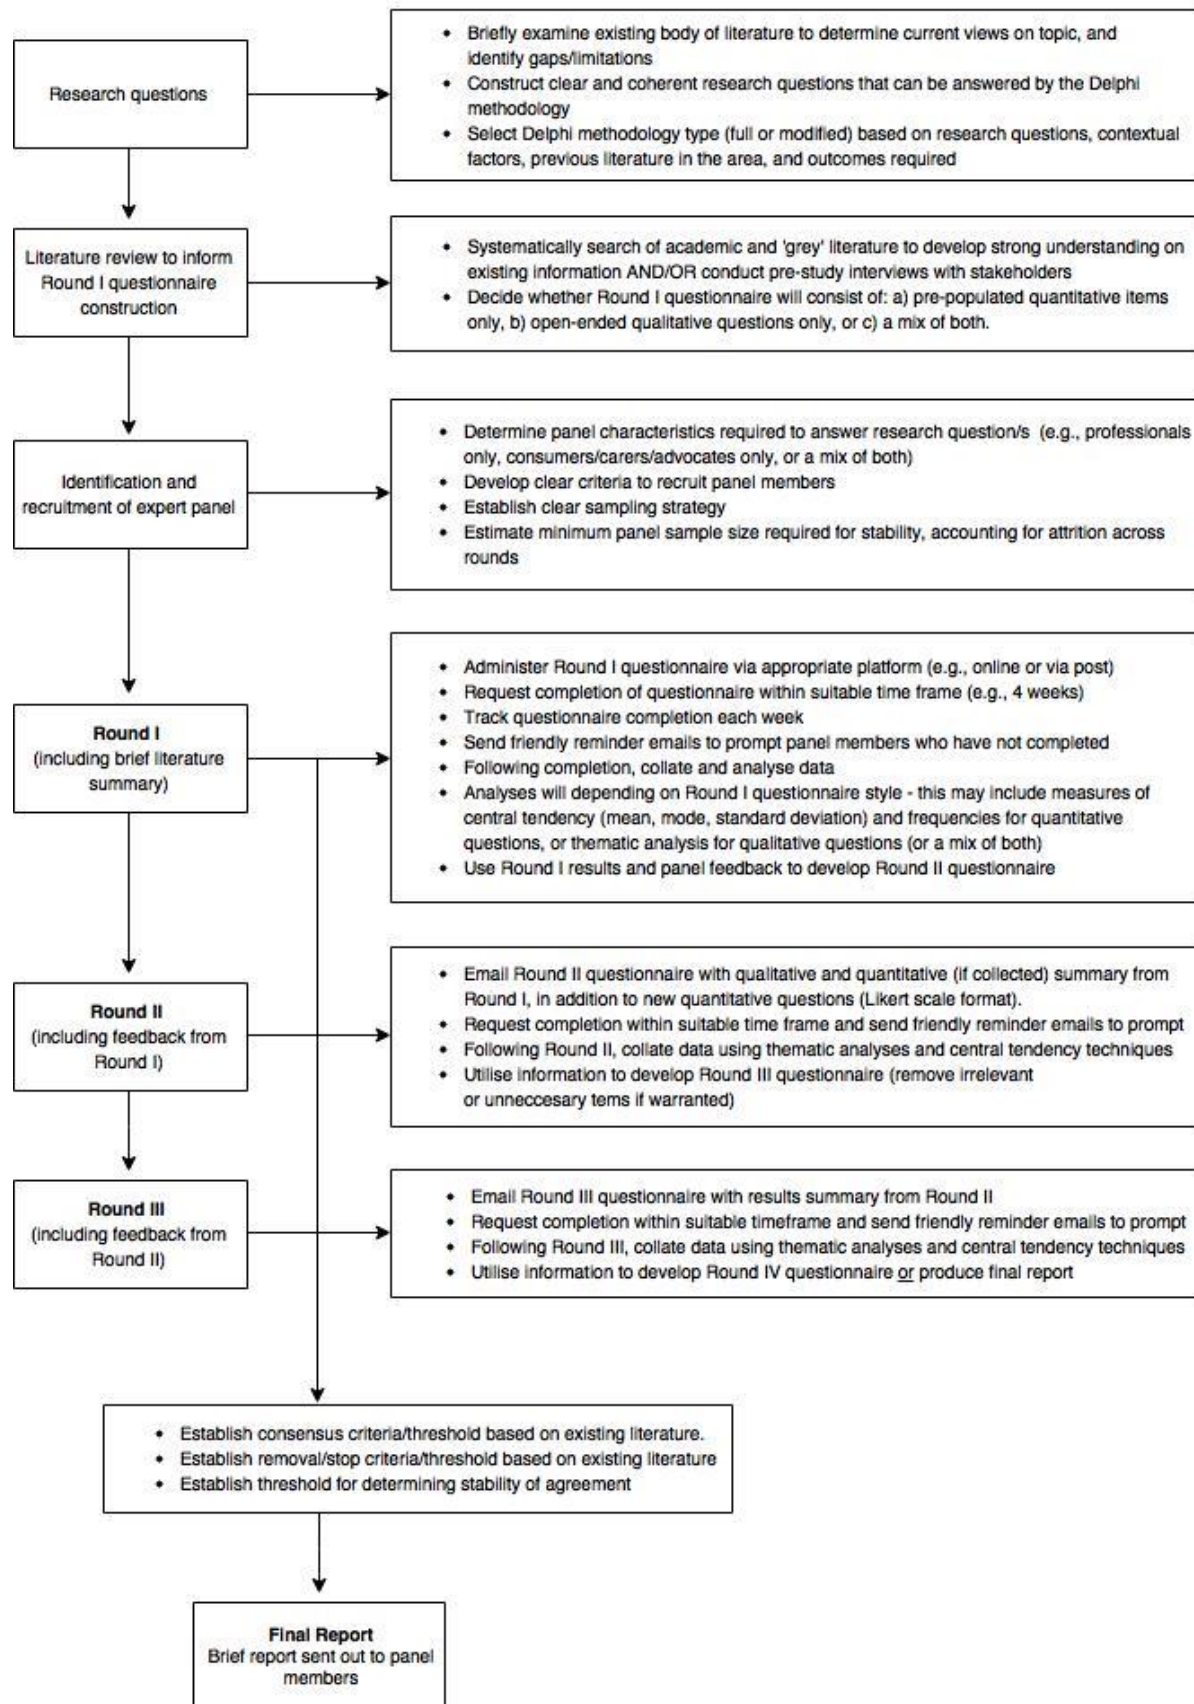 Research questions
• Briefly examine existing body of literature to determine current views on topic, and
identify gaps/limitations
• Construct clear and coherent research questions that can be answered by the Delphi
methodology
• Select Delphi methodology type (full or modified) based on research questions, contextual
factors, previous literature in the area, and outcomes required
Literature review to inform
Round I questionnaire
construction
• Systematically search of academic and 'grey' literature to develop strong understanding on
existing information AND/OR conduct pre-study interviews with stakeholders
• Decide whether Round I questionnaire will consist of: a) pre-populated quantitative items
only, b) open-ended qualitative questions only, or c) a mix of both.
Identification and
recruitment of expert panel
• Determine panel characteristics required to answer research question/s (e.g., professionals
only, consumers/carers/advocates only, or a mix of both)
• Develop clear criteria to recruit panel members
• Establish clear sampling strategy
• Estimate minimum panel sample size required for stability, accounting for attrition across
rounds
Round I
(including brief literature
summary)
• Administer Round I questionnaire via appropriate platform (e.g., online or via post)
• Request completion of questionnaire within suitable time frame (e.g., 4 weeks)
• Track questionnaire completion each week
• Send friendly reminder emails to prompt panel members who have not completed
• Following completion, collate and analyse data
• Analyses will depending on Round I questionnaire style - this may include measures of
central tendency (mean, mode, standard deviation) and frequencies for quantitative
questions, or thematic analysis for qualitative questions (or a mix of both)
• Use Round I results and panel feedback to develop Round II questionnaire
Round II
(including feedback from
Round I)
• Email Round II questionnaire with qualitative and quantitative (if collected) summary from
Round I, in addition to new quantitative questions (Likert scale format).
• Request completion within suitable time frame and send friendly reminder emails to prompt
• Following Round II, collate data using thematic analyses and central tendency techniques
• Utilise information to develop Round III questionnaire (remove irrelevant
or unneccesary tems if warranted)
Round III
(including feedback from
Round II)
• Email Round III questionnaire with results summary from Round II
• Request completion within suitable timeframe and send friendly reminder emails to prompt
• Following Round III, collate data using thematic analyses and central tendency techniques
• Utilise information to develop Round IV questionnaire or produce final report
• Establish consensus criteria/threshold based on existing literature.
• Establish removal/stop criteria/threshold based on existing literature
• Establish threshold for determining stability of agreement
Final Report
Brief report sent out to panel
members